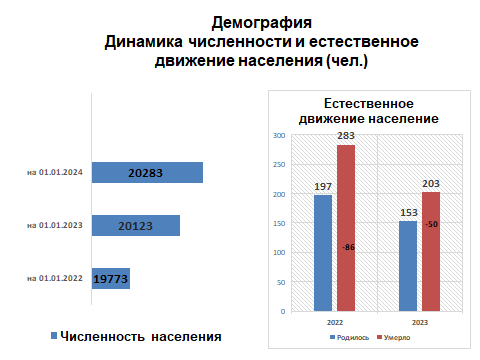 Демография
Динамика численности и естественное
движение населения (чел.)
на 01.01.2024
20283
на 01.01.2023
20123
на 01.01.2022
19773
Численность населения
Естественное
движение население
300
250
200
150
100
50
0
197
283
-86
153
203
-50
2022
2023
Родилось
Умерло